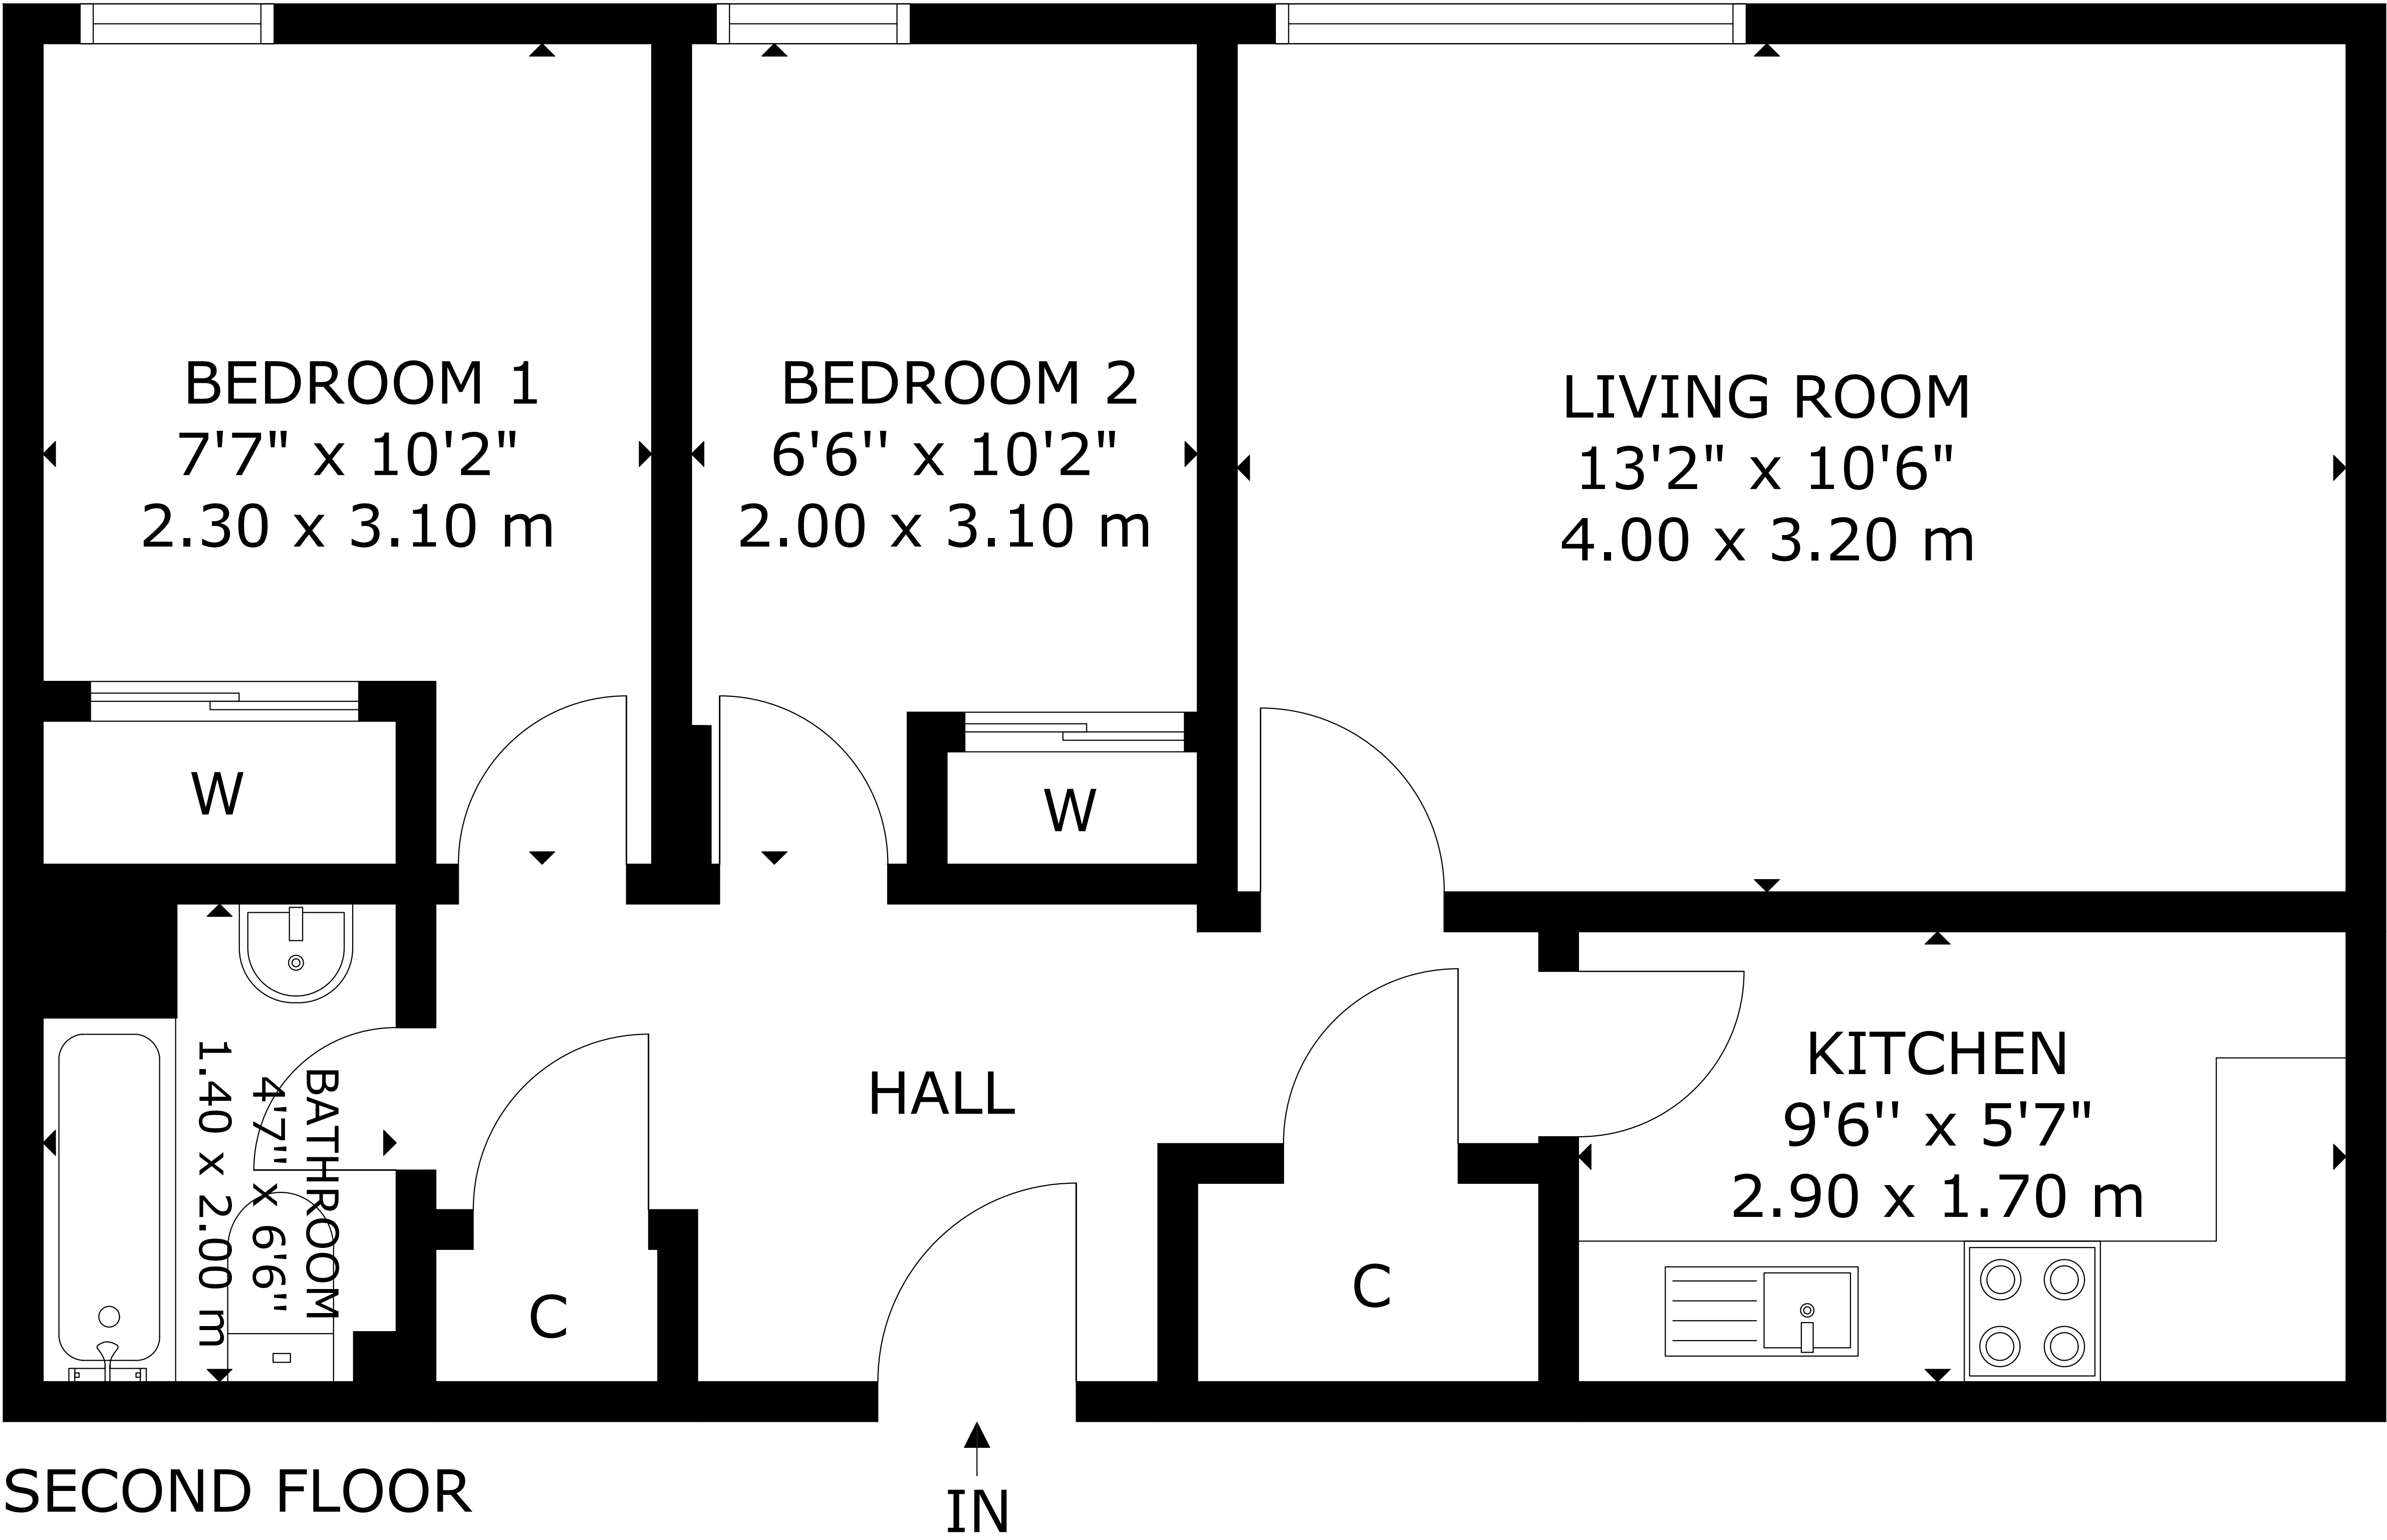 BEDROOM 1
7'7" x 10'2"
2.30 x 3.10 m
BEDROOM 2
6'6'' x 10'2"
2.00 x 3.10 m
LIVING ROOM
13'2" x 10'6"
4.00 x 3.20 m
W
W
BATHROOM
4'7" x 6'6''
1.40 x 2.00 m
HALL
KITCHEN
9'6'' x 5'7"
2.90 x 1.70 m
C
C
SECOND FLOOR
IN